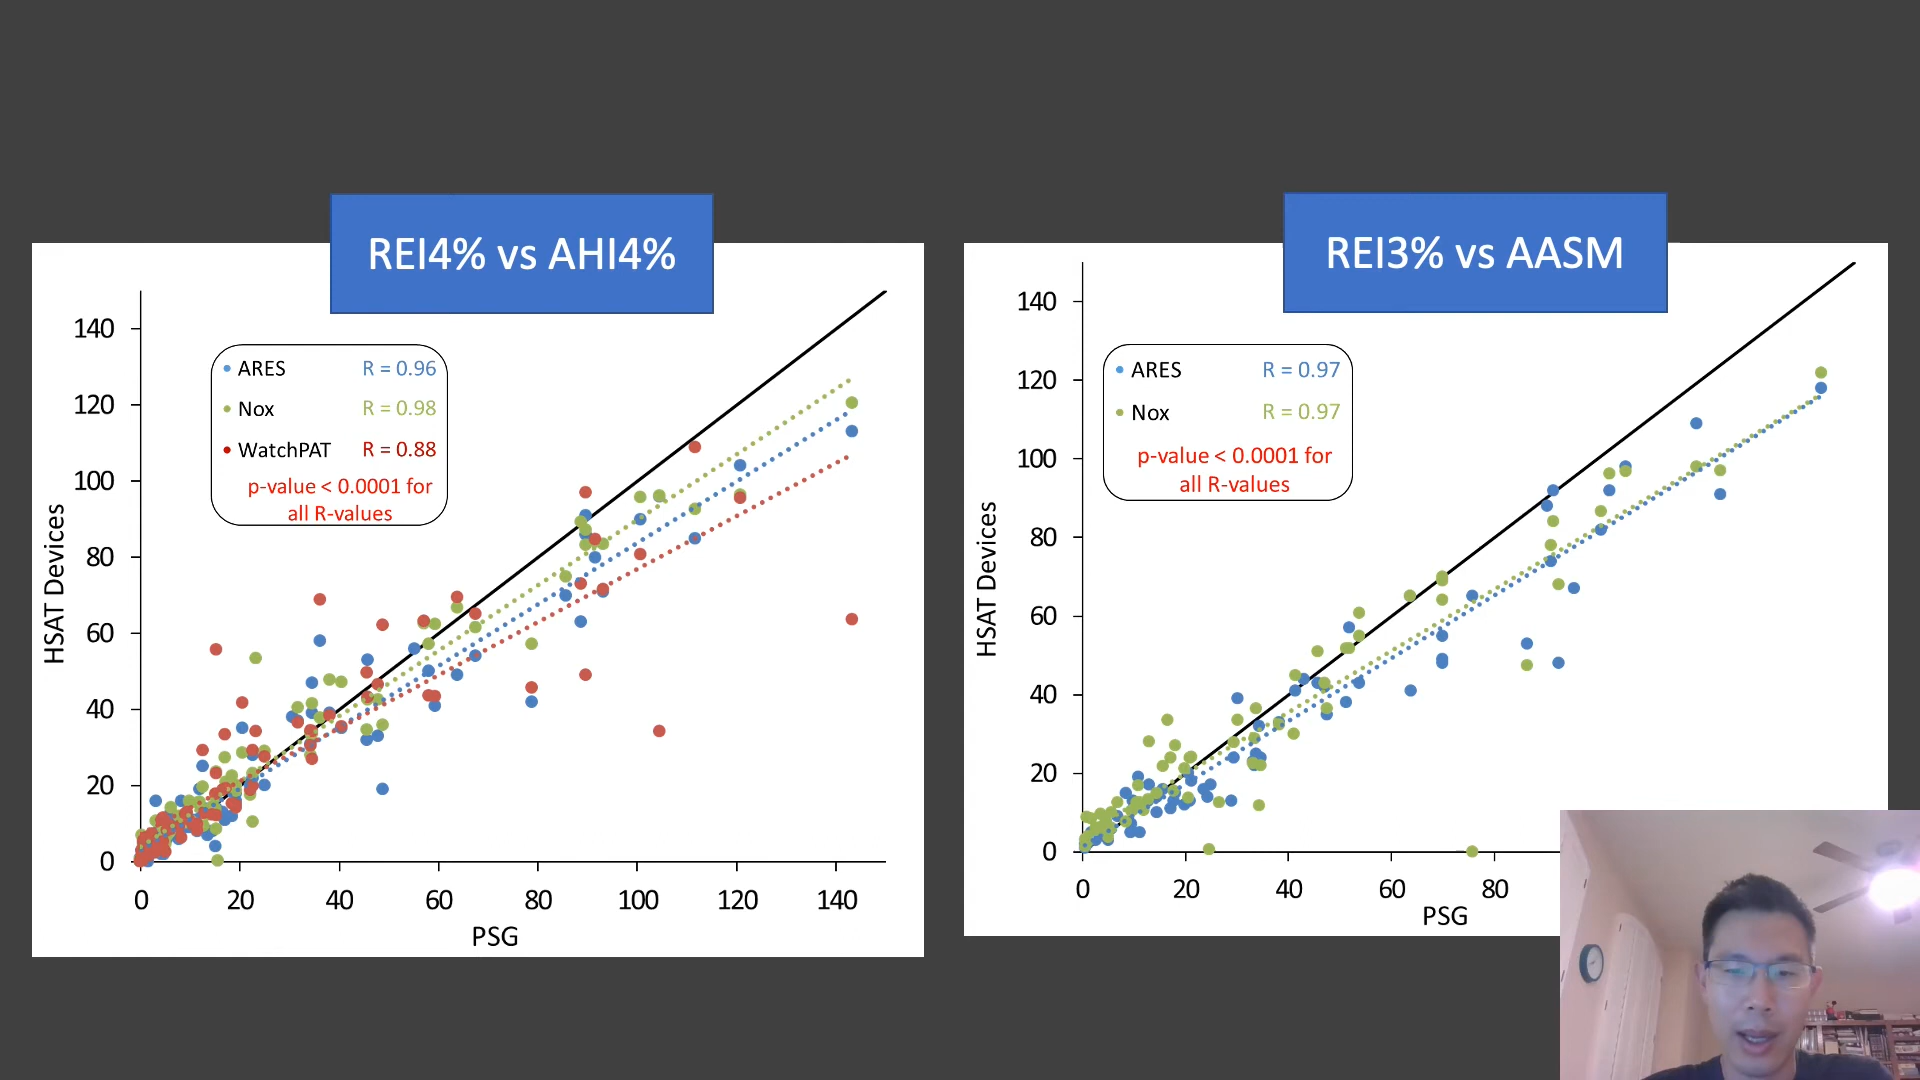 REI4% vs AHI4%
140
120
100
80
60
40
20
0
HSAT Devices
ARES R = 0.96
Nox R = 0.98
WatchPAT R = 0.88
p-value < 0.0001 for
all R-values
0 20 40 60 80 100 120 140
PSG
REI3% vs AASM
140
120
100
80
60
40
20
0
HSAT Devices
ARES R = 0.97
Nox R = 0.97
p-value < 0.0001 for
all R-values
0 20 40 60 80
PSG